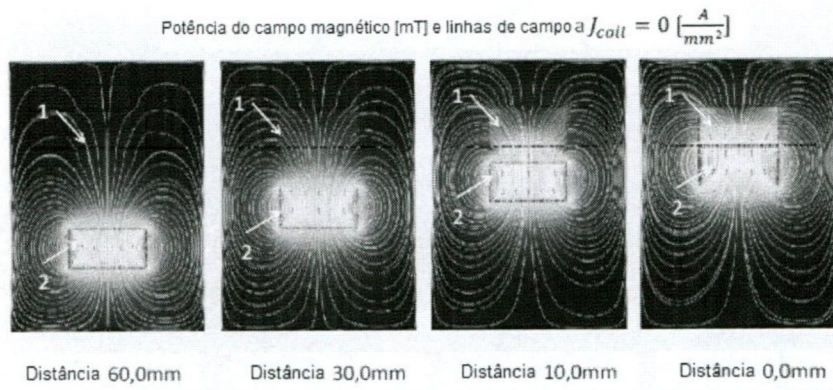 Potência do campo magnético [mT] e linhas de campo a J_coil = 0 [A/mm²]
1
2
1
2
1
2
1
2
Distância 60,0mm
Distância 30,0mm
Distância 10,0mm
Distância 0,0mm